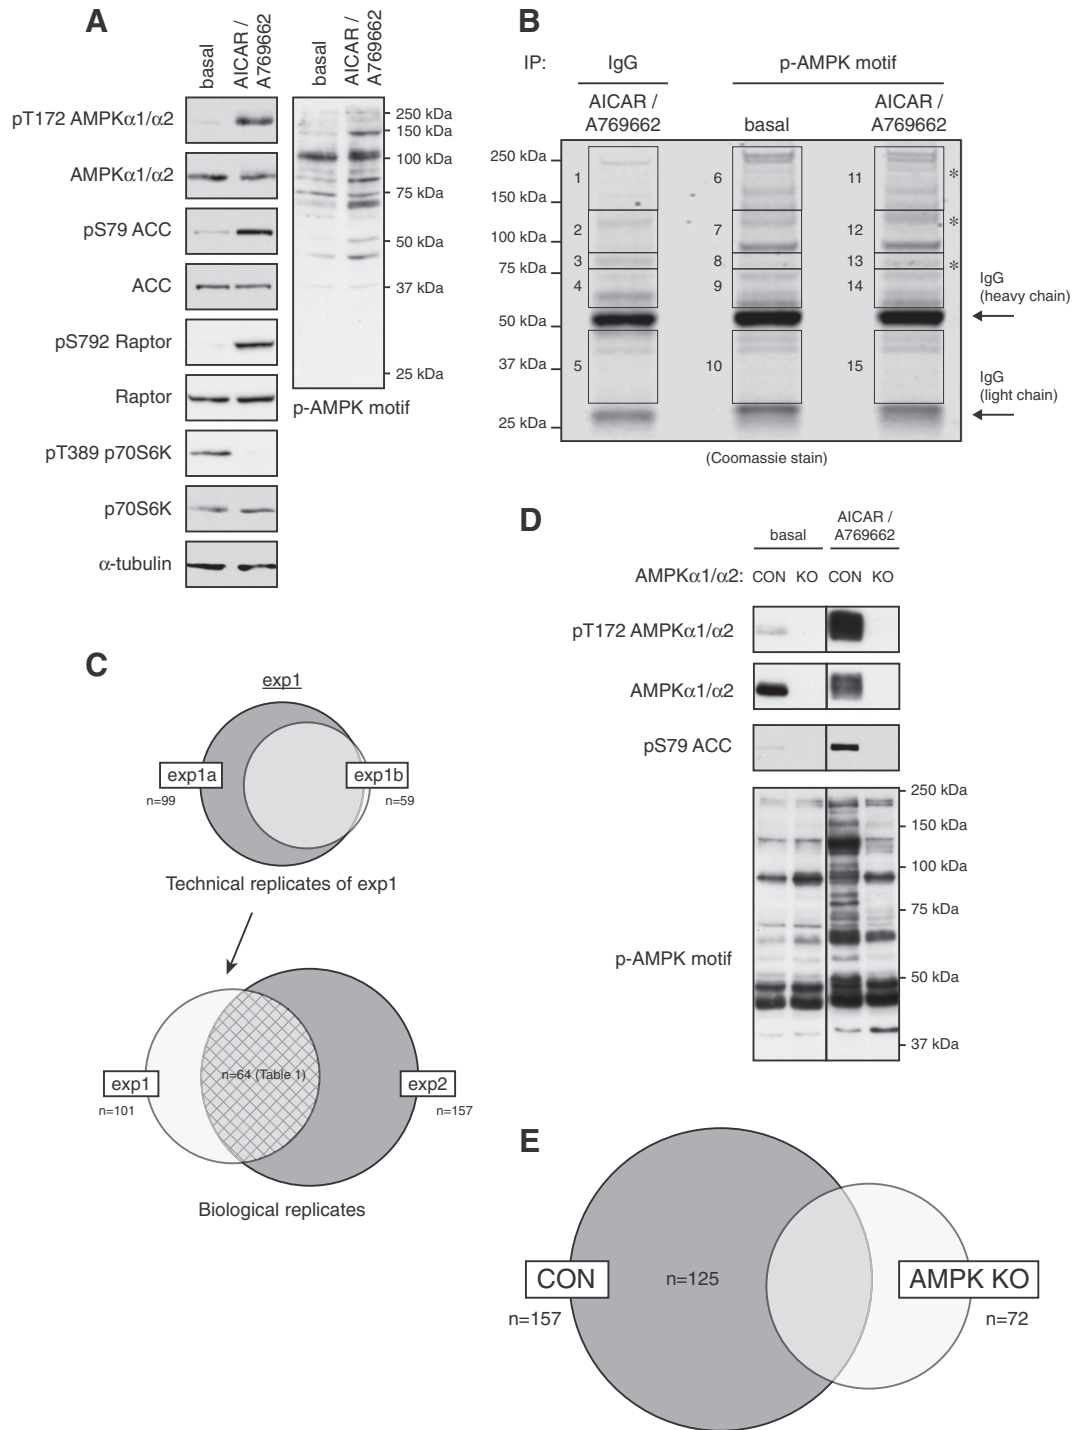 A
basal
AICAR /
A769662
basal
AICAR /
A769662
pT172 AMPKα1/α2
AMPKα1/α2
pS79 ACC
ACC
pS792 Raptor
Raptor
pT389 p70S6K
p70S6K
α-tubulin
250 kDa
150 kDa
100 kDa
75 kDa
50 kDa
37 kDa
25 kDa
p-AMPK motif
B
IP:
IgG
p-AMPK motif
AICAR /
A769662
basal
AICAR /
A769662
250 kDa
150 kDa
100 kDa
75 kDa
50 kDa
37 kDa
25 kDa
1
2
3
4
5
6
7
8
9
10
11
12
13
14
15
*
*
*
IgG
(heavy chain)
IgG
(light chain)
(Coomassie stain)
C
exp1
exp1a
n=99
exp1b
n=59
Technical replicates of exp1
exp1
n=101
n=64 (Table 1)
exp2
n=157
Biological replicates
D
basal
AICAR /
A769662
AMPKα1/α2: CON KO CON KO
pT172 AMPKα1/α2
AMPKα1/α2
pS79 ACC
p-AMPK motif
250 kDa
150 kDa
100 kDa
75 kDa
50 kDa
37 kDa
E
CON
n=157
n=125
AMPK KO
n=72